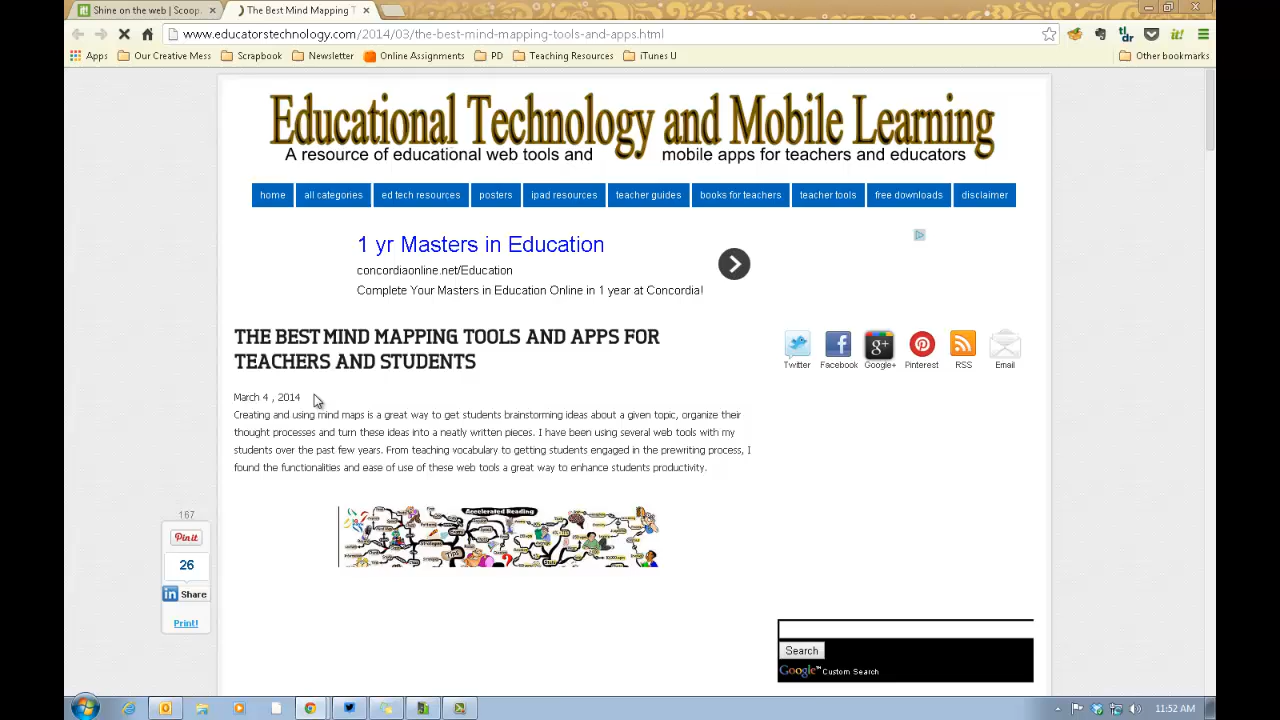 Shine on the web | Scoop.
The Best Mind Mapping T
www.educatorstechnology.com/2014/03/the-best-mind-mapping-tools-and-apps.html
tl;dr
it!
Apps
Our Creative Mess
Scrapbook
Newsletter
Online Assignments
PD
Teaching Resources
iTunes U
Other bookmarks
Educational Technology and Mobile Learning
A resource of educational web tools and mobile apps for teachers and educators
home
all categories
ed tech resources
posters
ipad resources
teacher guides
books for teachers
teacher tools
free downloads
disclaimer
1 yr Masters in Education
concordiaonline.net/Education
Complete Your Masters in Education Online in 1 year at Concordia!
THE BEST MIND MAPPING TOOLS AND APPS FOR
TEACHERS AND STUDENTS
Twitter
Facebook
Google+
Pinterest
RSS
Email
March 4 , 2014
Creating and using mind maps is a great way to get students brainstorming ideas about a given topic, organize their
thought processes and turn these ideas into a neatly written pieces. I have been using several web tools with my
students over the past few years. From teaching vocabulary to getting students engaged in the prewriting process, I
found the functionalities and ease of use of these web tools a great way to enhance students productivity.
Accelerated Reading
167
Pin it
26
in Share
Print!
Search
Google™ Custom Search
11:52 AM